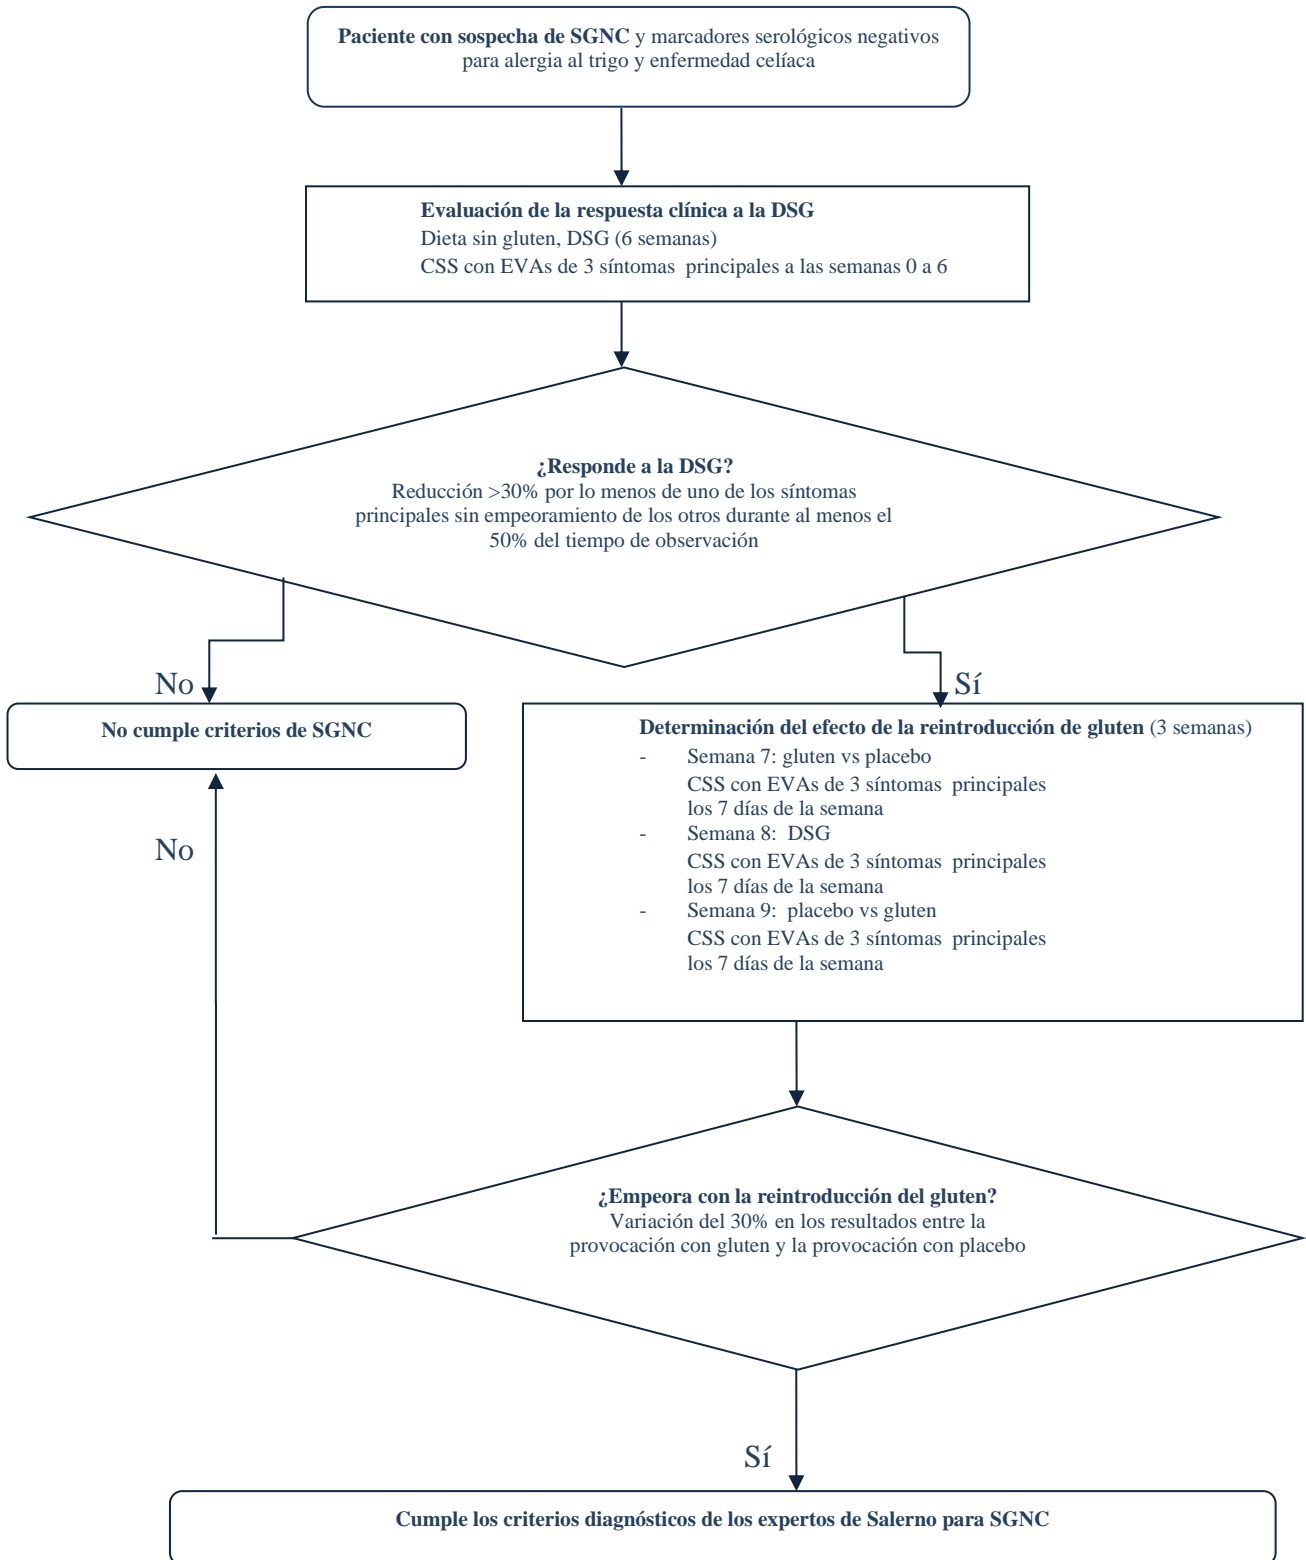 Paciente con sospecha de SGNC y marcadores serológicos negativos
para alergia al trigo y enfermedad celíaca
Evaluación de la respuesta clínica a la DSG
Dieta sin gluten, DSG (6 semanas)
CSS con EVAs de 3 síntomas principales a las semanas 0 a 6
¿Responde a la DSG?
Reducción >30% por lo menos de uno de los síntomas
principales sin empeoramiento de los otros durante al menos el
50% del tiempo de observación
No
Sí
No cumple criterios de SGNC
Determinación del efecto de la reintroducción de gluten (3 semanas)
- Semana 7: gluten vs placebo
CSS con EVAs de 3 síntomas principales
los 7 días de la semana
- Semana 8: DSG
CSS con EVAs de 3 síntomas principales
los 7 días de la semana
- Semana 9: placebo vs gluten
CSS con EVAs de 3 síntomas principales
los 7 días de la semana
No
¿Empeora con la reintroducción del gluten?
Variación del 30% en los resultados entre la
provocación con gluten y la provocación con placebo
Sí
Cumple los criterios diagnósticos de los expertos de Salerno para SGNC